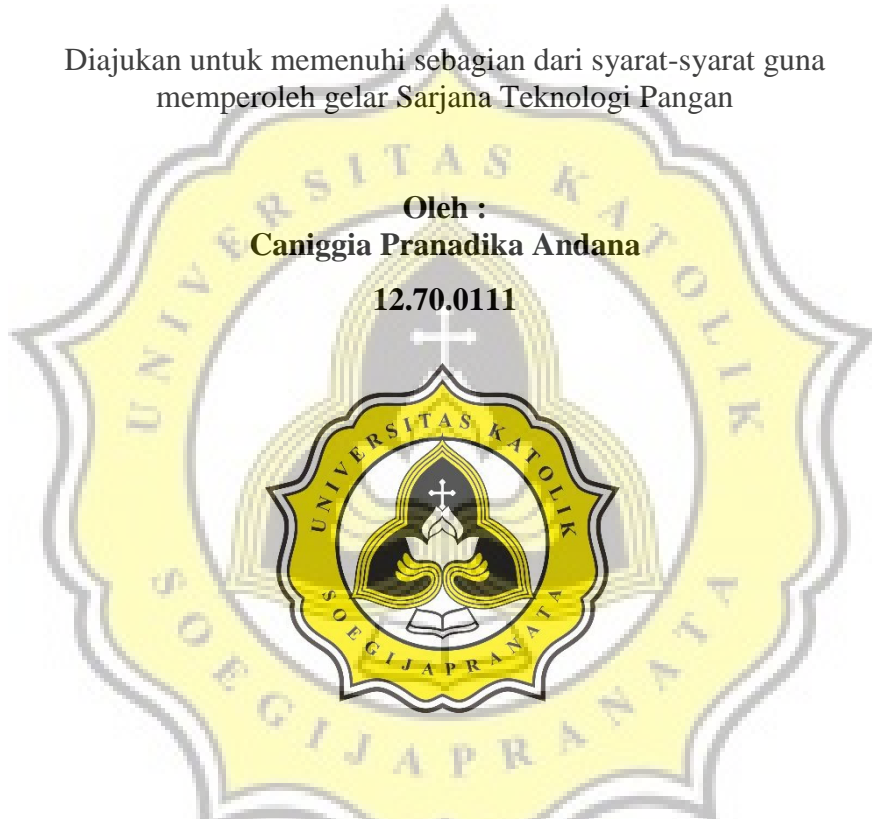 Diajukan untuk memenuhi sebagian dari syarat-syarat guna
memperoleh gelar Sarjana Teknologi Pangan
Oleh :
Caniggia Pranadika Andana
12.70.0111
UNIVERSITAS KATOLIK
SOEGIJAPRANATA
UNIVERSITAS KATOLIK
SOEGIJAPRANATA